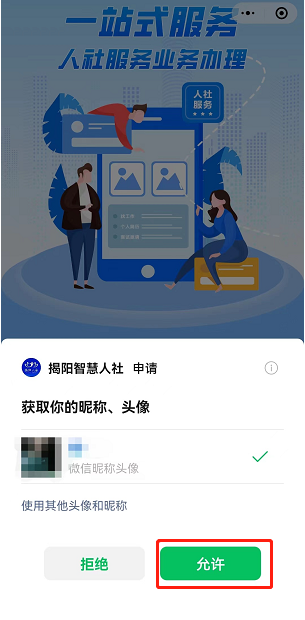 一站式服务
人社服务业务办理
人社
服务
揭阳智慧人社 申请
获取你的昵称、头像
微信昵称头像
使用其他头像和昵称
拒绝
允许